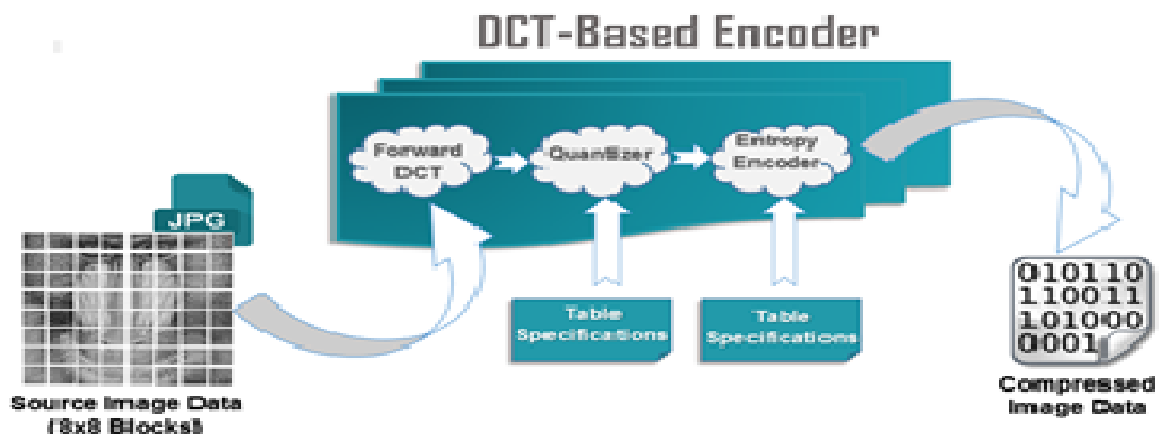 DCT-Based Encoder
Forward
DCT
Quantizer
Entropy
Encoder
JPG
Table
Specifications
Table
Specifications
010110
110011
101000
0001
Source Image Data
(8x8 Blocks)
Compressed
Image Data